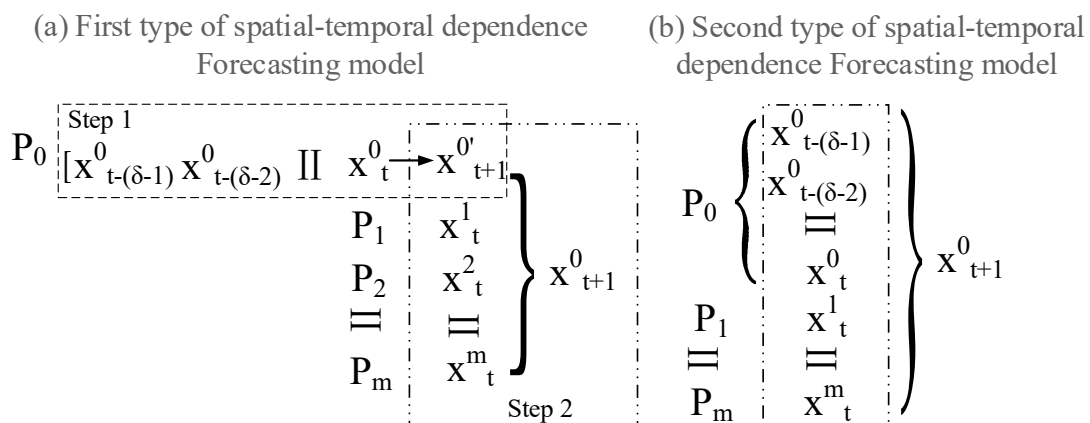 (a) First type of spatial-temporal dependence
Forecasting model
(b) Second type of spatial-temporal
dependence Forecasting model
Step 1
P₀ [x⁰ₜ₋(δ₋₁) x⁰ₜ₋(δ₋₂) 〣 x⁰ₜ → x⁰'ₜ₊₁
P₁ x¹ₜ
P₂ x²ₜ
x⁰ₜ₊₁
Pₘ xᵐₜ
Step 2
x⁰ₜ₋(δ₋₁)
x⁰ₜ₋(δ₋₂)
P₀
x⁰ₜ
x⁰ₜ₊₁
P₁ x¹ₜ
Pₘ xᵐₜ